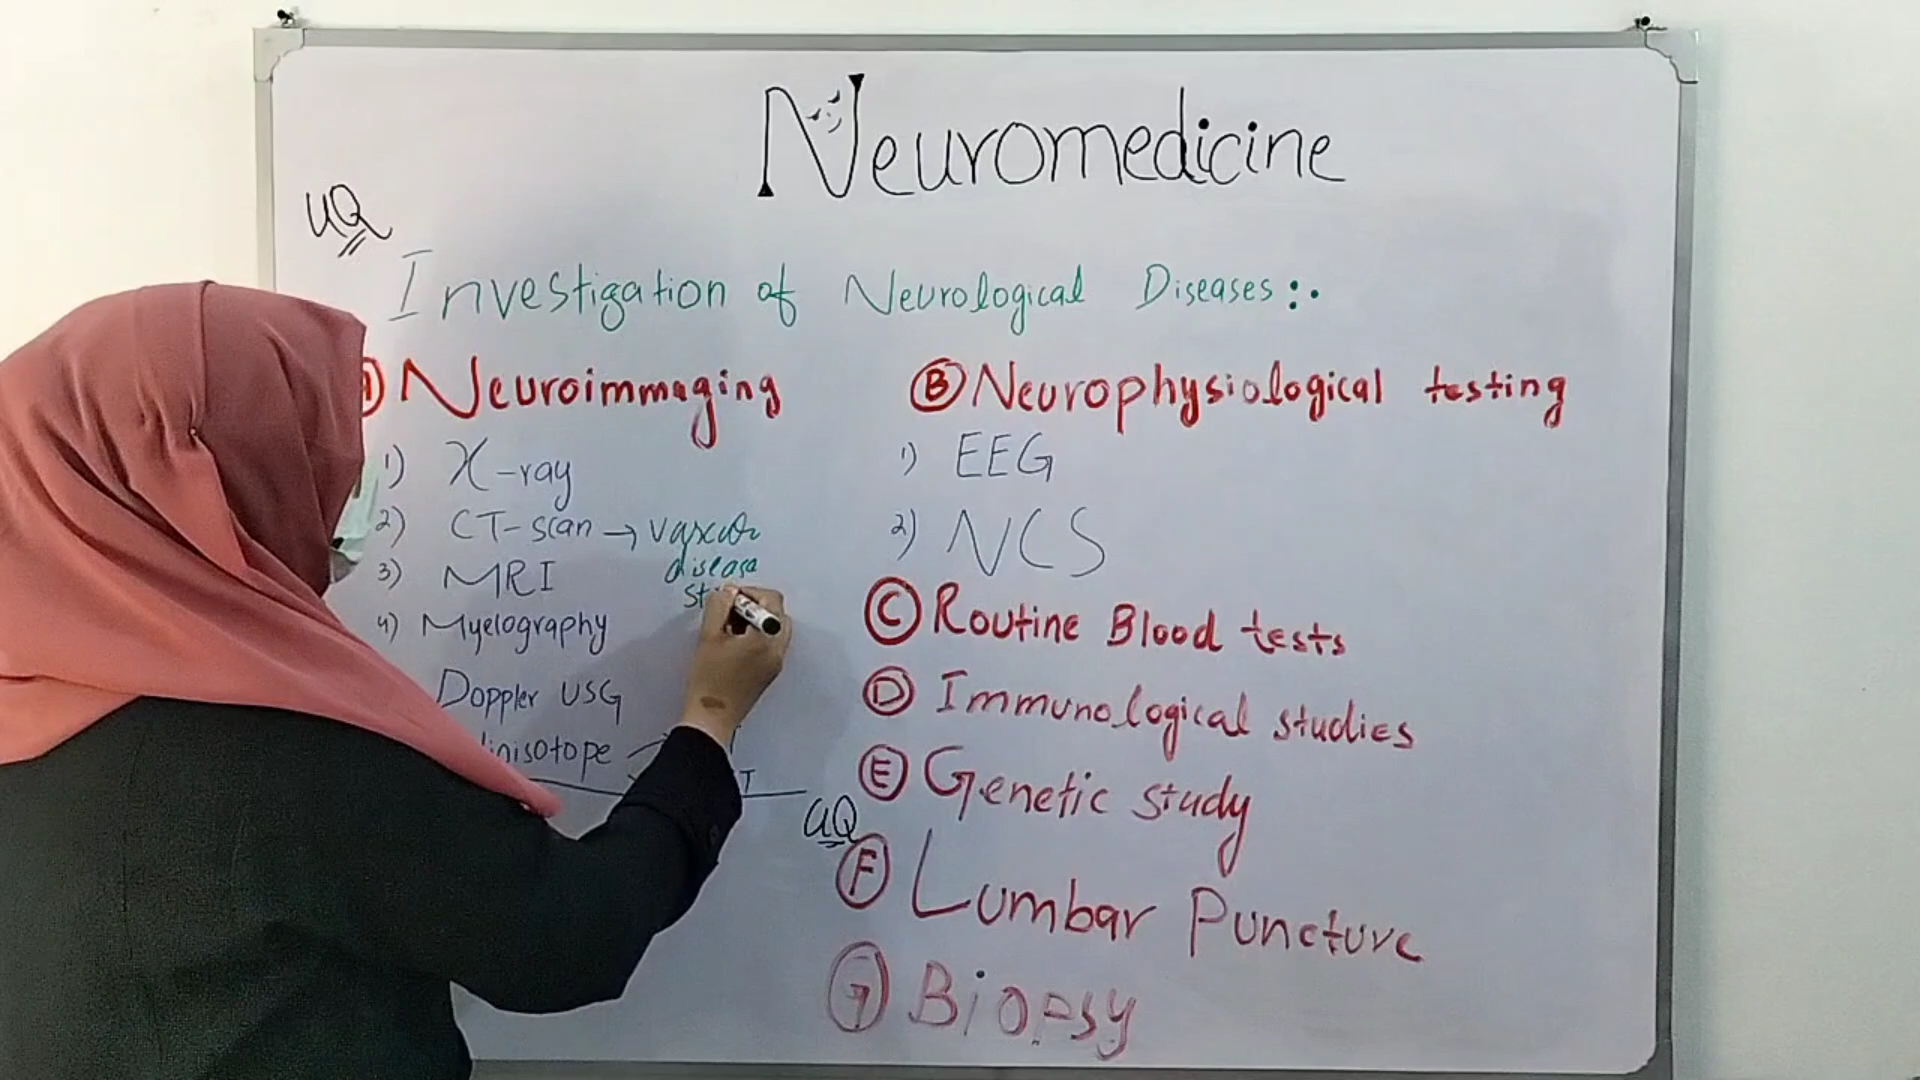 Neuromedicine
UQ
Investigation of Neurological Diseases:.
Neuroimmaging
1) X-ray
2) CT-scan → vascular
disease
3) MRI
4) Myelography
Doppler USG
isotope
Ⓑ Neurophysiological testing
1) EEG
2) NCS
Ⓒ Routine Blood tests
Ⓓ Immunological studies
Ⓔ Genetic study
UQ
Ⓕ Lumbar Puncture
Ⓖ Biopsy